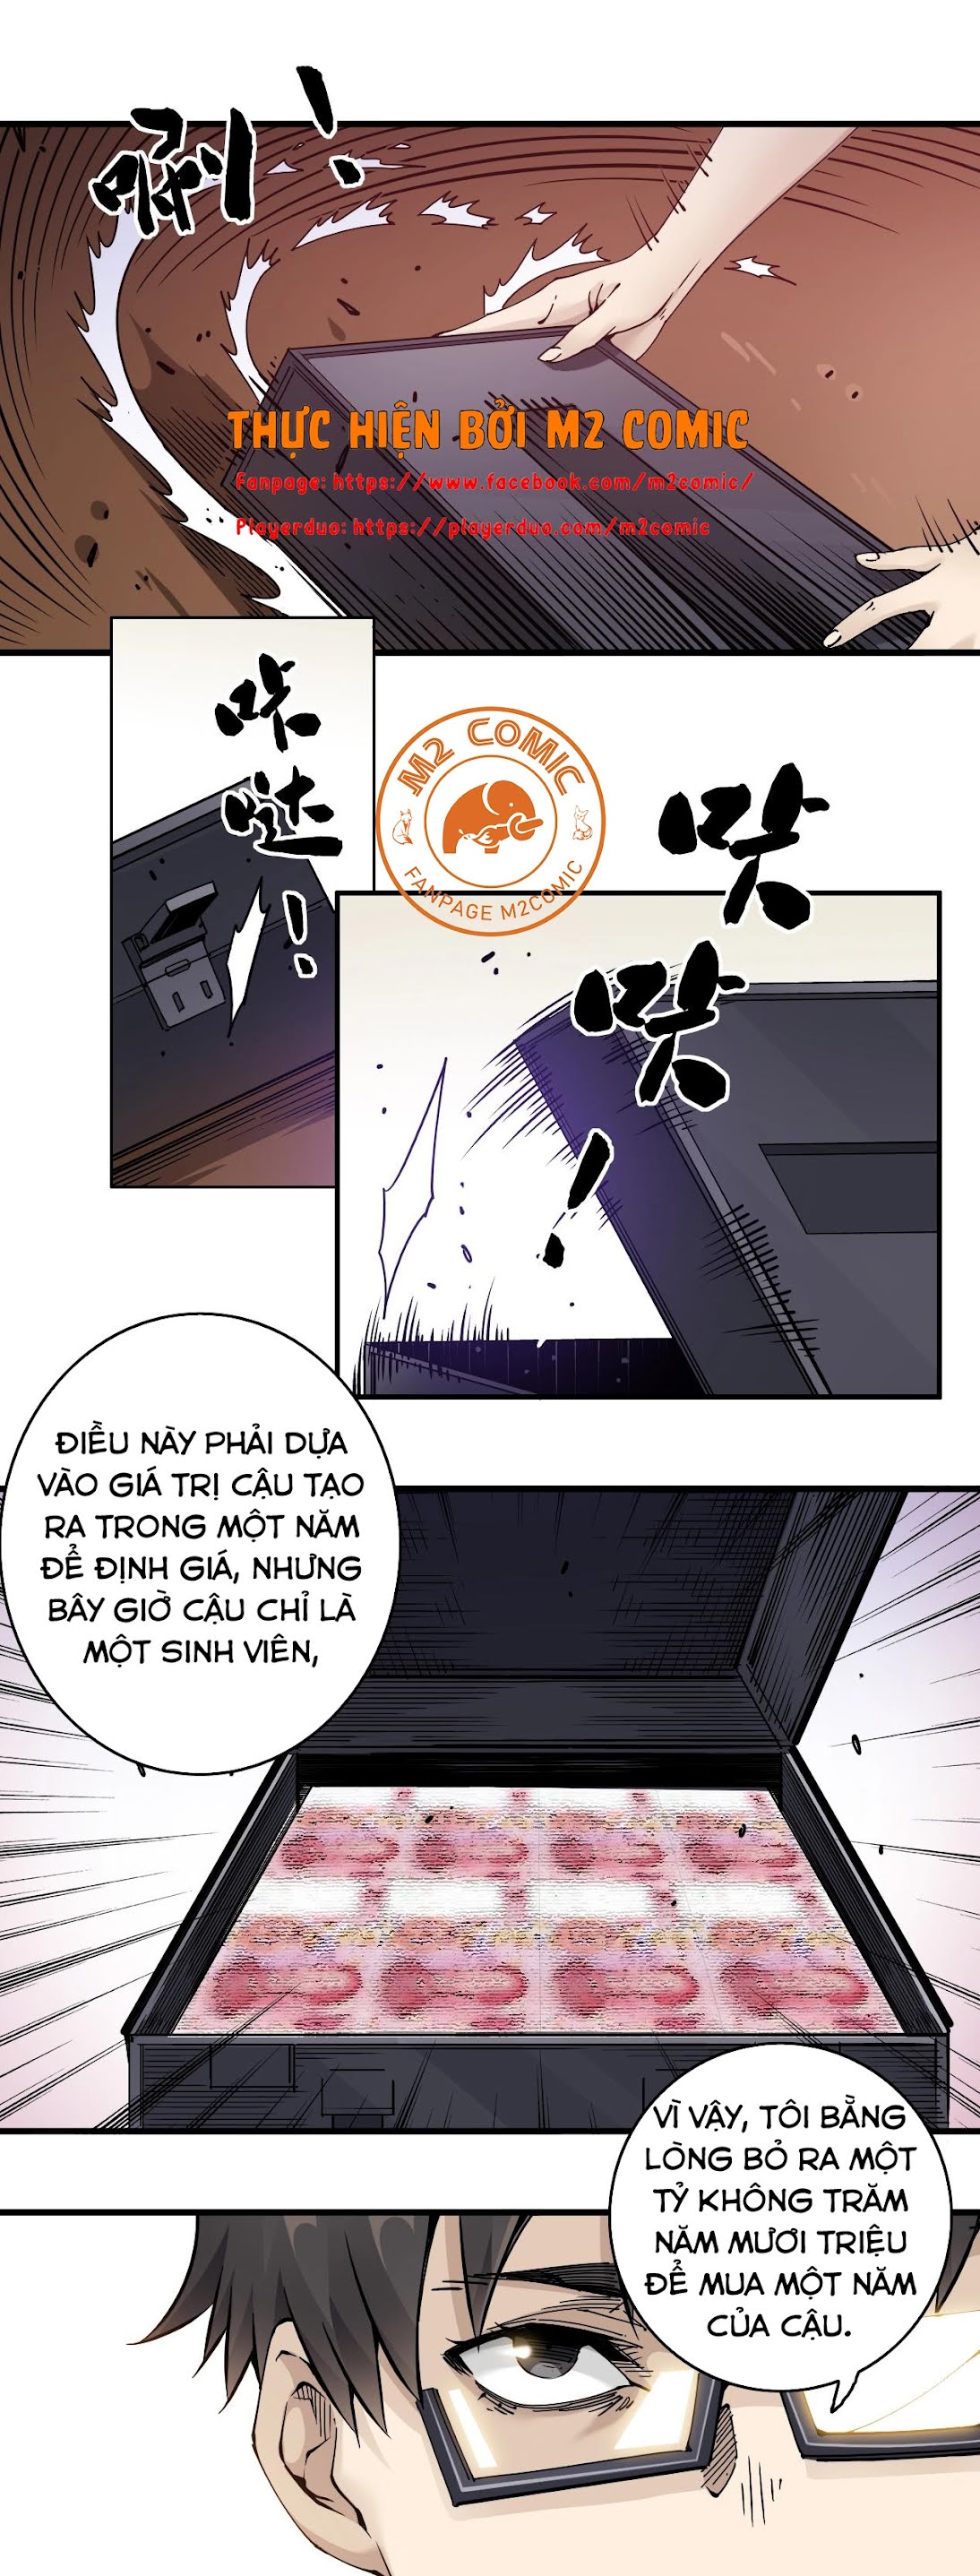 唰!
THỰC HIỆN BỞI M2 COMIC
Fanpage: https://www.facebook.com/m2comic/
Playerduo: https://playerduo.com/m2comic
咔
哒
!
M2 COMIC
FANPAGE M2COMIC
哎
哎
!
ĐIỀU NÀY PHẢI DỰA
VÀO GIÁ TRỊ CẬU TẠO
RA TRONG MỘT NĂM
ĐỂ ĐỊNH GIÁ, NHƯNG
BÂY GIỜ CẬU CHỈ LÀ
MỘT SINH VIÊN,
VÌ VẬY, TÔI BẰNG
LÒNG BỎ RA MỘT
TỶ KHÔNG TRĂM
NĂM MƯƠI TRIỆU
ĐỂ MUA MỘT NĂM
CỦA CẬU.